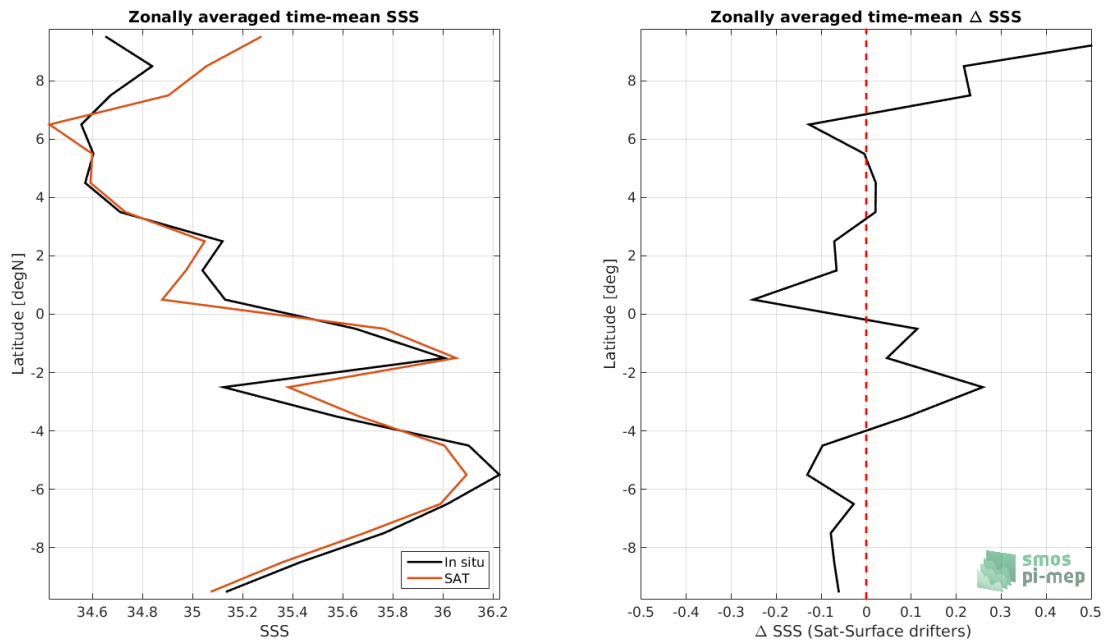 Zonally averaged time-mean SSS
8
6
4
2
0
-2
-4
-6
-8
Latitude [degN]
34.6 34.8 35 35.2 35.4 35.6 35.8 36 36.2
SSS
In situ
SAT
Zonally averaged time-mean Δ SSS
8
6
4
2
0
-2
-4
-6
-8
Latitude [deg]
-0.5 -0.4 -0.3 -0.2 -0.1 0 0.1 0.2 0.3 0.4 0.5
Δ SSS (Sat-Surface drifters)
smos
pi-mep